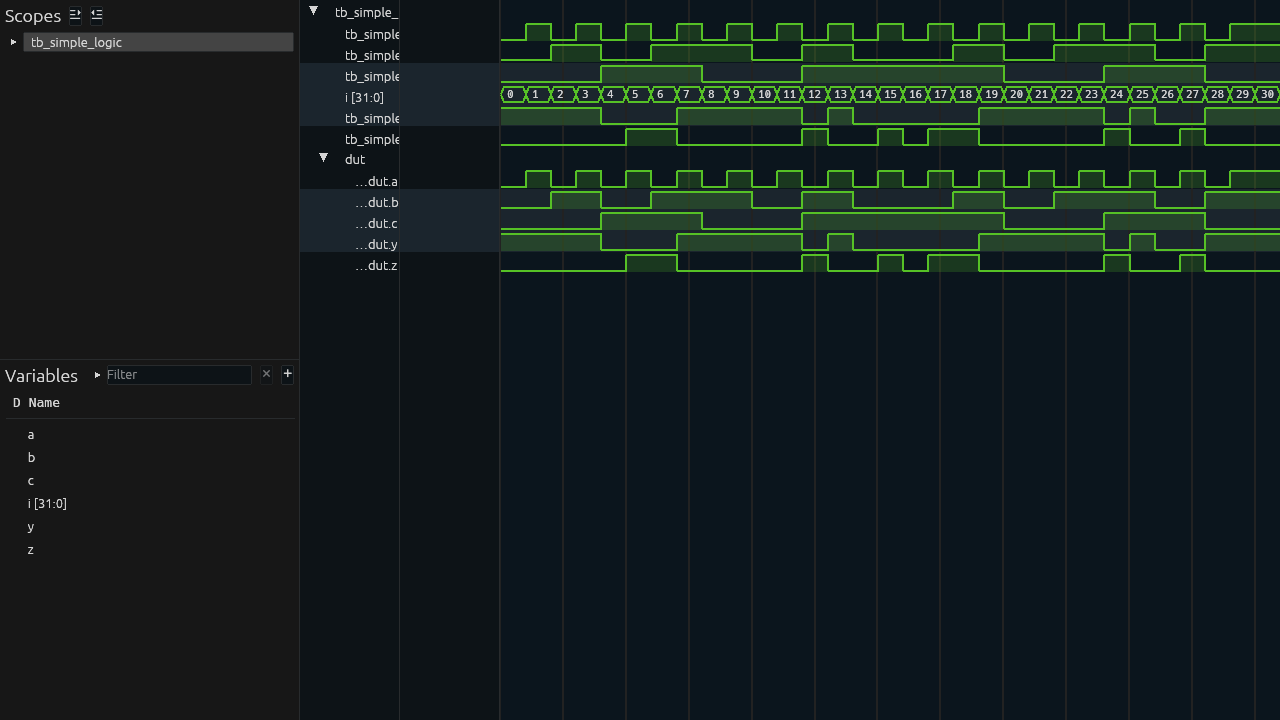 Scopes
tb_simple_logic
Variables
Filter
×
+
D Name
a
b
c
i [31:0]
y
z
tb_simple_
tb_simple
tb_simple
tb_simple
i [31:0]
tb_simple
tb_simple
dut
...dut.a
...dut.b
...dut.c
...dut.y
...dut.z
0 1 2 3 4 5 6 7 8 9 10 11 12 13 14 15 16 17 18 19 20 21 22 23 24 25 26 27 28 29 30